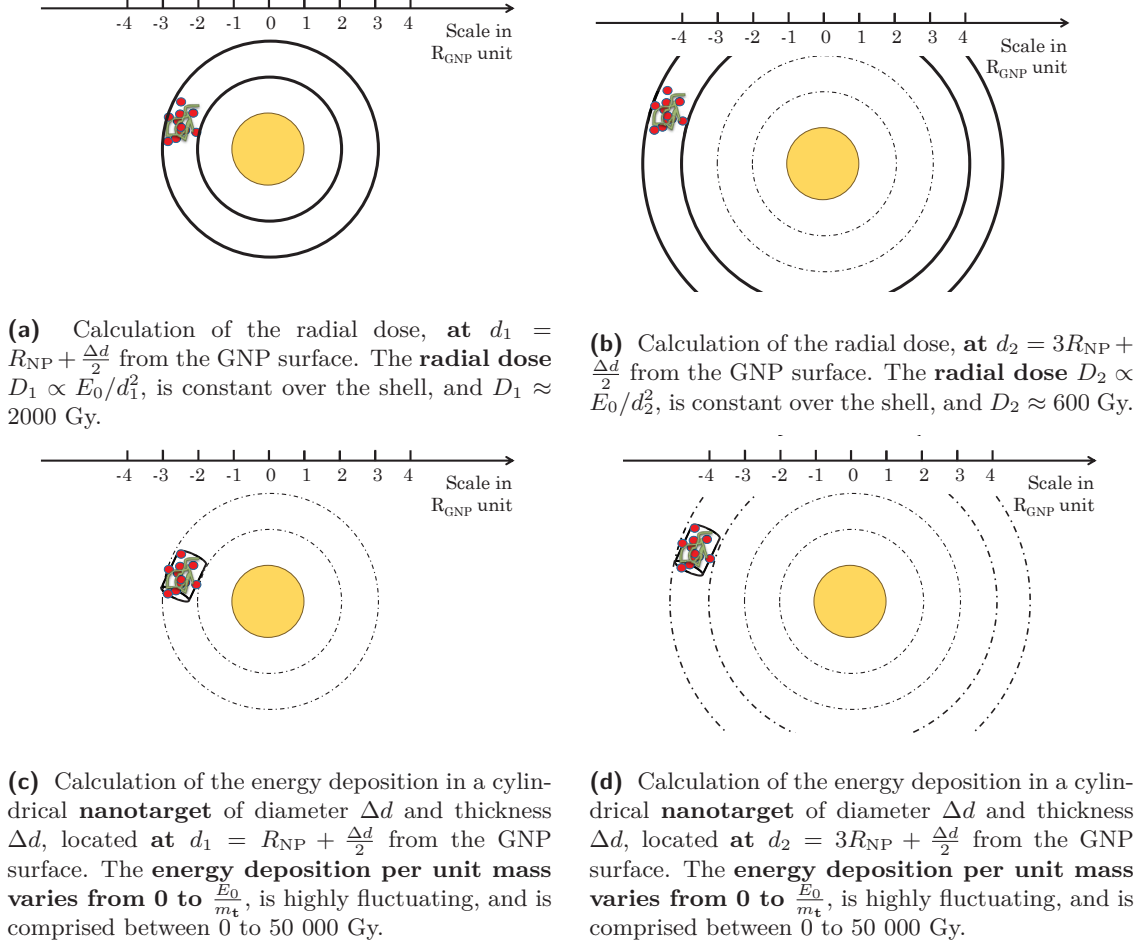 -4 -3 -2 -1 0 1 2 3 4
Scale in
R_GNP unit
-4 -3 -2 -1 0 1 2 3 4
Scale in
R_GNP unit
(a) Calculation of the radial dose, at d₁ =
R_NP + Δd/2 from the GNP surface. The radial dose
D₁ ∝ E₀/d₁², is constant over the shell, and D₁ ≈
2000 Gy.
(b) Calculation of the radial dose, at d₂ = 3R_NP +
Δd/2 from the GNP surface. The radial dose D₂ ∝
E₀/d₂², is constant over the shell, and D₂ ≈ 600 Gy.
-4 -3 -2 -1 0 1 2 3 4
Scale in
R_GNP unit
-4 -3 -2 -1 0 1 2 3 4
Scale in
R_GNP unit
(c) Calculation of the energy deposition in a cylin-
drical nanotarget of diameter Δd and thickness
Δd, located at d₁ = R_NP + Δd/2 from the GNP
surface. The energy deposition per unit mass
varies from 0 to E₀/m_t, is highly fluctuating, and is
comprised between 0 to 50 000 Gy.
(d) Calculation of the energy deposition in a cylin-
drical nanotarget of diameter Δd and thickness
Δd, located at d₂ = 3R_NP + Δd/2 from the GNP
surface. The energy deposition per unit mass
varies from 0 to E₀/m_t, is highly fluctuating, and is
comprised between 0 to 50 000 Gy.